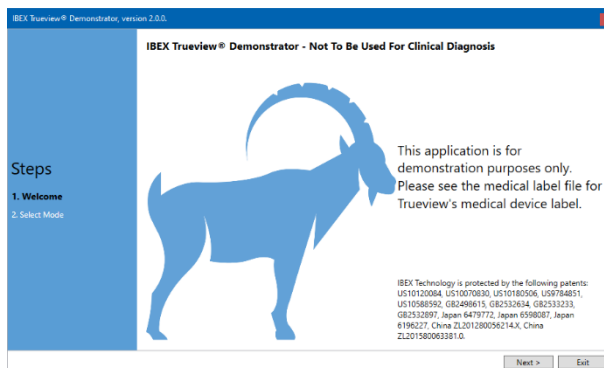 IBEX Trueview® Demonstrator, version 2.0.0.
IBEX Trueview® Demonstrator - Not To Be Used For Clinical Diagnosis
Steps
1. Welcome
2. Select Mode
This application is for
demonstration purposes only.
Please see the medical label file for
Trueview's medical device label.
IBEX Technology is protected by the following patents:
US10120084, US10070830, US10180506, US9784851,
US10588592, GB2498615, GB2532634, GB2533233,
GB2532897, Japan 6479772, Japan 6598087, Japan
6196227, China ZL201280056214.X, China
ZL201580063381.0.
Next >
Exit